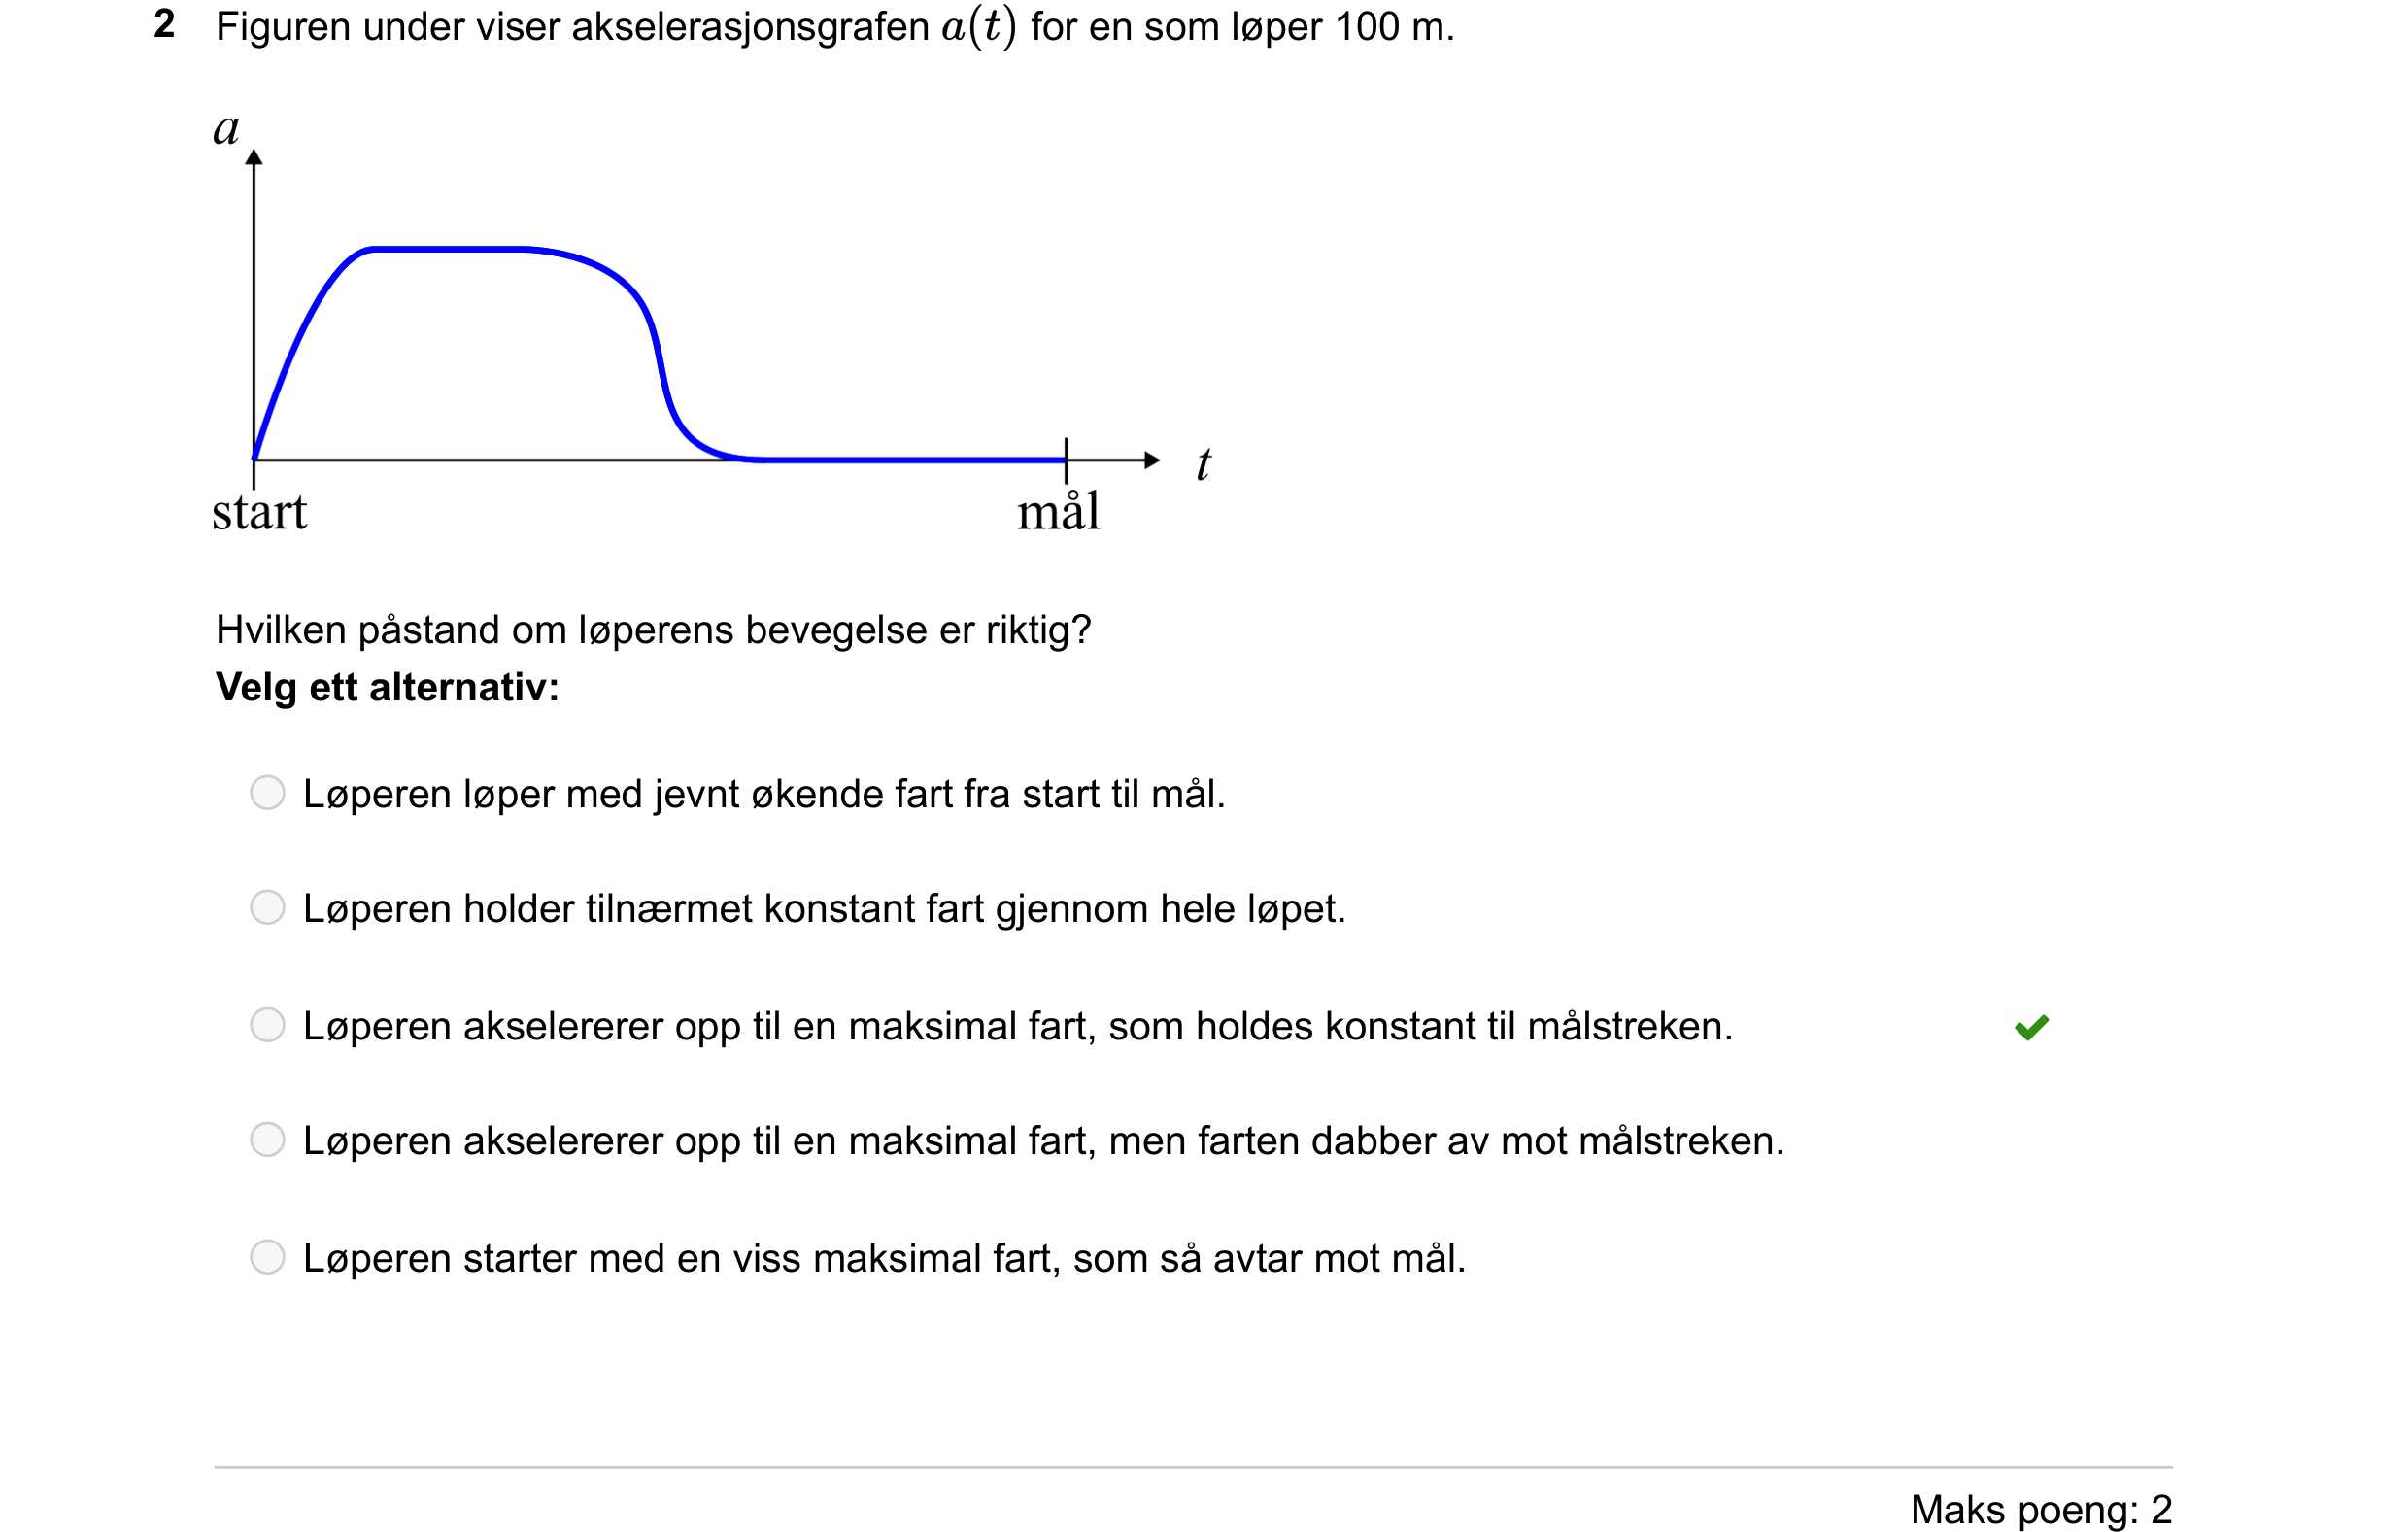 2 Figuren under viser akselerasjonsgrafen a(t) for en som løper 100 m.
a
t
start
mål
Hvilken påstand om løperens bevegelse er riktig?
Velg ett alternativ:
Løperen løper med jevnt økende fart fra start til mål.
Løperen holder tilnærmet konstant fart gjennom hele løpet.
Løperen akselererer opp til en maksimal fart, som holdes konstant til målstreken.
Løperen akselererer opp til en maksimal fart, men farten dabber av mot målstreken.
Løperen starter med en viss maksimal fart, som så avtar mot mål.
Maks poeng: 2